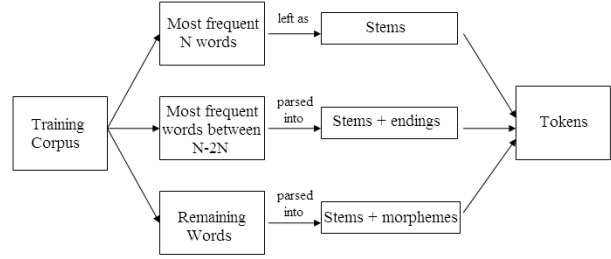 Most frequent
N words
left as
Stems
Training
Corpus
Most frequent
words between
N-2N
parsed
into
Stems + endings
Tokens
Remaining
Words
parsed
into
Stems + morphemes